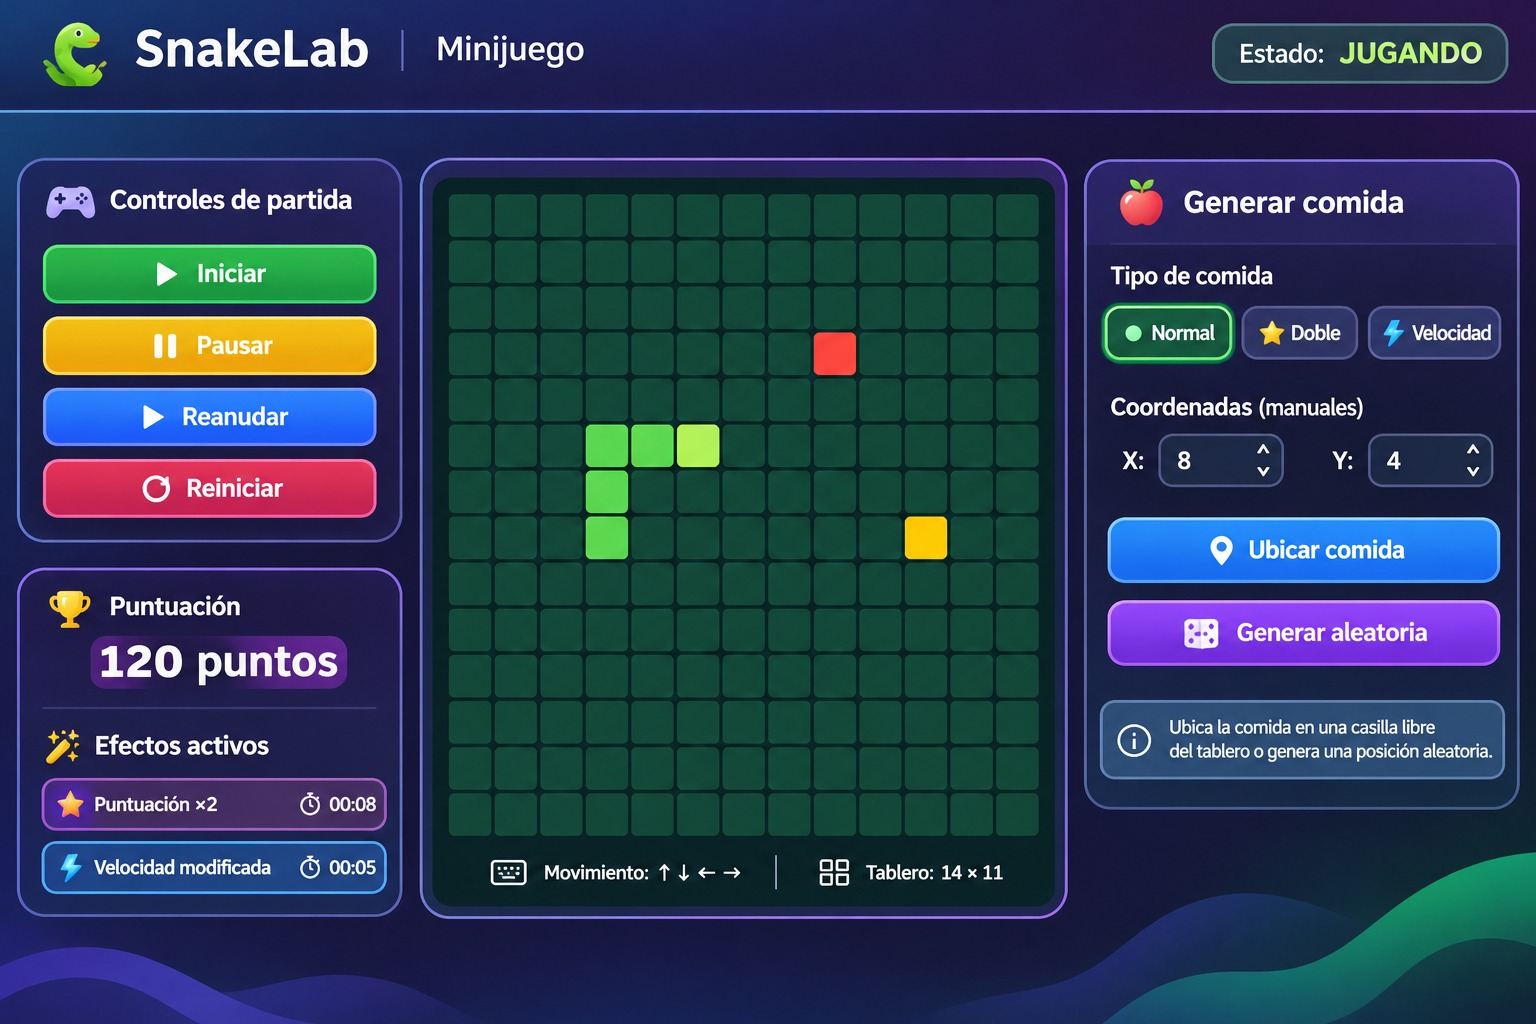 SnakeLab
Minijuego
Estado: JUGANDO
Controles de partida
Iniciar
Pausar
Reanudar
Reiniciar
Puntuación
120 puntos
Efectos activos
Puntuación ×2 00:08
Velocidad modificada 00:05
Movimiento: ↑ ↓ ← →
Tablero: 14 × 11
Generar comida
Tipo de comida
Normal
Doble
Velocidad
Coordenadas (manuales)
X: 8
Y: 4
Ubicar comida
Generar aleatoria
Ubica la comida en una casilla libre
del tablero o genera una posición aleatoria.